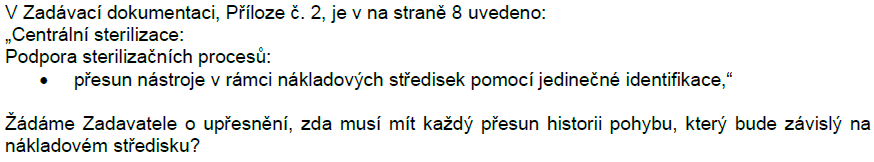 V Zadávací dokumentaci, Příloze č. 2, je v na straně 8 uvedeno:
„Centrální sterilizace:
Podpora sterilizačních procesů:
• přesun nástroje v rámci nákladových středisek pomocí jedinečné identifikace,“
Žádáme Zadavatele o upřesnění, zda musí mít každý přesun historii pohybu, který bude závislý na
nákladovém středisku?